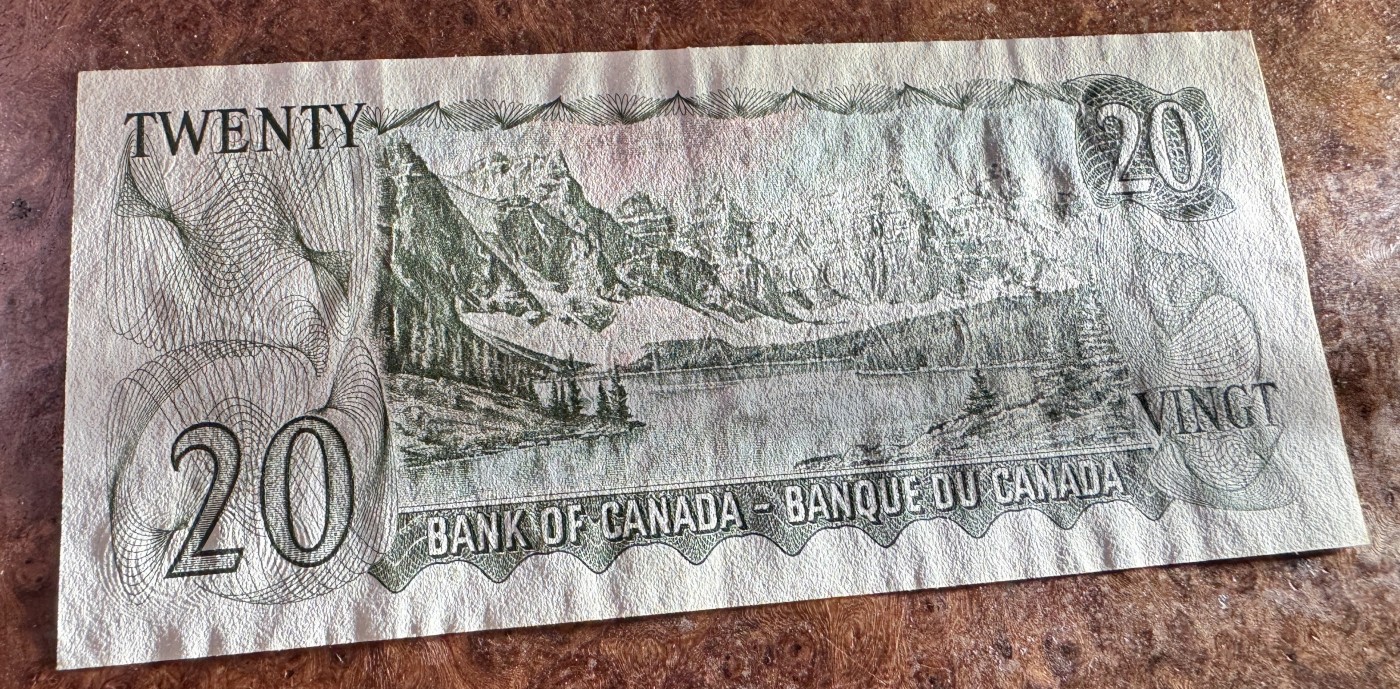 TWENTY
20
20
VINGT
BANK OF CANADA - BANQUE DU CANADA